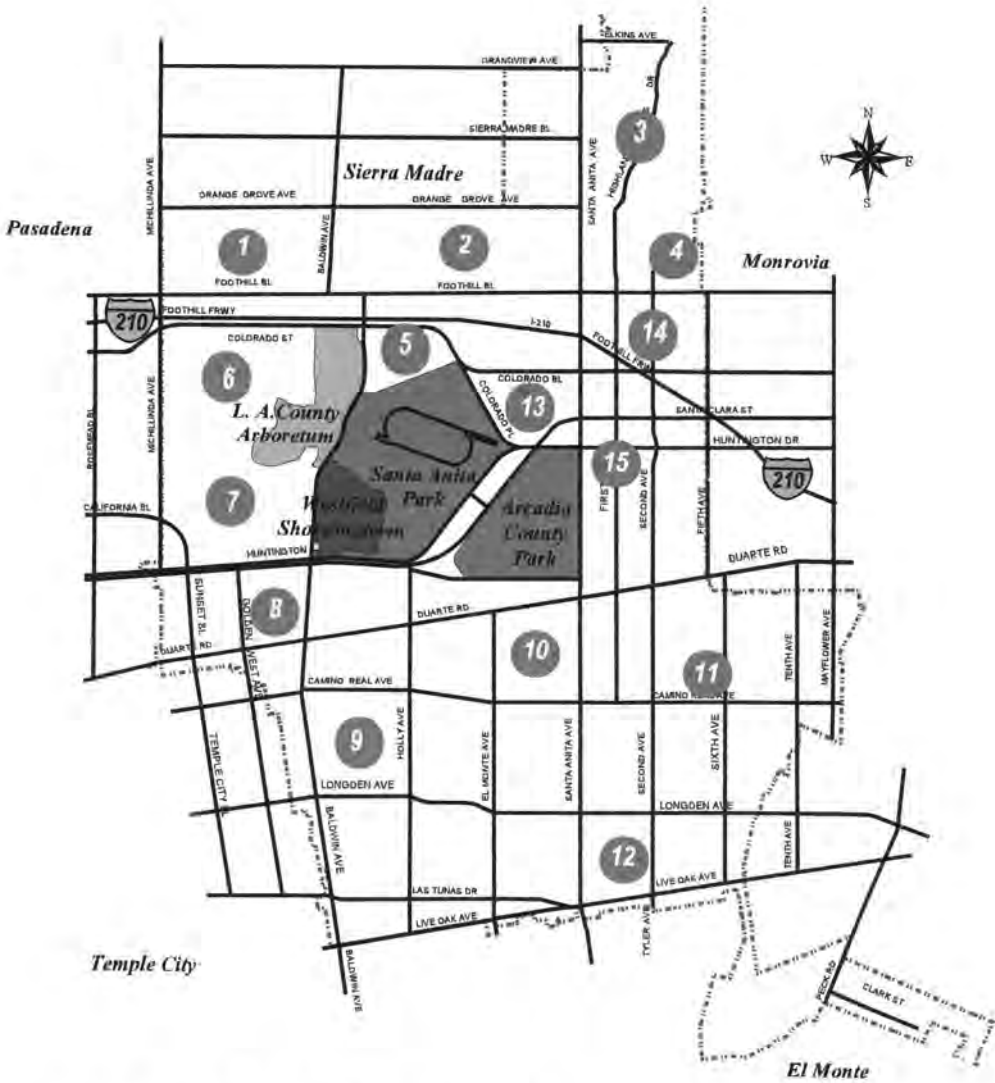 ELKINS AVE
GRANDVIEW AVE
DR
N
3
SIERRA MADRE BL
W E
S
MICHILLINDA AVE
Sierra Madre
SANTA ANITA AVE
HIGHLAND
ORANGE GROVE AVE
ORANGE GROVE AVE
Pasadena
BALDWIN AVE
1
2
4
Monrovia
FOOTHILL BL
FOOTHILL BL
210
FOOTHILL FRWY
I-210
14
COLORADO ST
5
FOOTHILL FRWY
6
COLORADO BL
13
COLORADO PL
MICHILLINDA AVE
ROSEMEAD BL
L. A. County
Arboretum
SANTA CLARA ST
HUNTINGTON DR
15
210
Santa Anita
Park
7
FIRST
SECOND AVE
FIFTH AVE
CALIFORNIA BL
Arcadia
County
Park
HUNTINGTON
DUARTE RD
SUNSET BL
GOLDEN WEST AVE
8
DUARTE RD
DUARTE RD
10
11
TENTH AVE
MAYFLOWER AVE
CAMINO REAL AVE
CAMINO REAL AVE
9
HOLLY AVE
EL MONTE AVE
SANTA ANITA AVE
SECOND AVE
SIXTH AVE
TEMPLE CITY BL
LONGDEN AVE
LONGDEN AVE
BALDWIN AVE
12
TENTH AVE
LAS TUNAS DR
LIVE OAK AVE
LIVE OAK AVE
TYLER AVE
Temple City
BALDWIN AVE
PECK RD
CLARK ST
El Monte